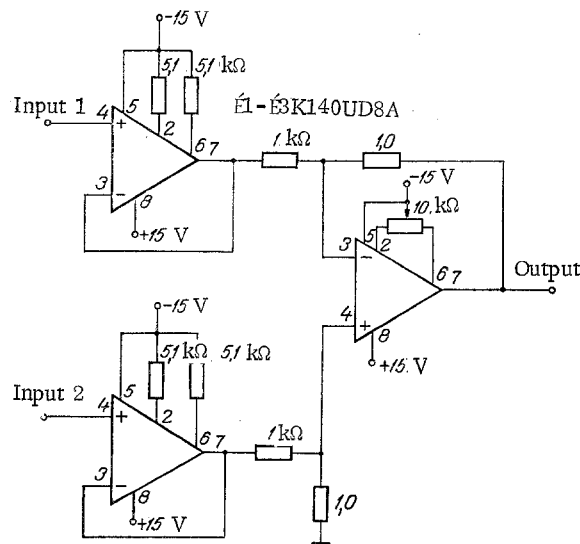 -15 V
5,1
5,1 kΩ
Input 1
4
+
5
2
6
7
É1-É3K140UD8A
3
-
8
+15 V
1 kΩ
1,0
-15 V
10 kΩ
5
2
3
-
6
7
Output
4
+
8
+15 V
-15 V
5,1 kΩ
5,1 kΩ
Input 2
4
+
5
2
6
7
3
-
8
+15 V
1 kΩ
1,0